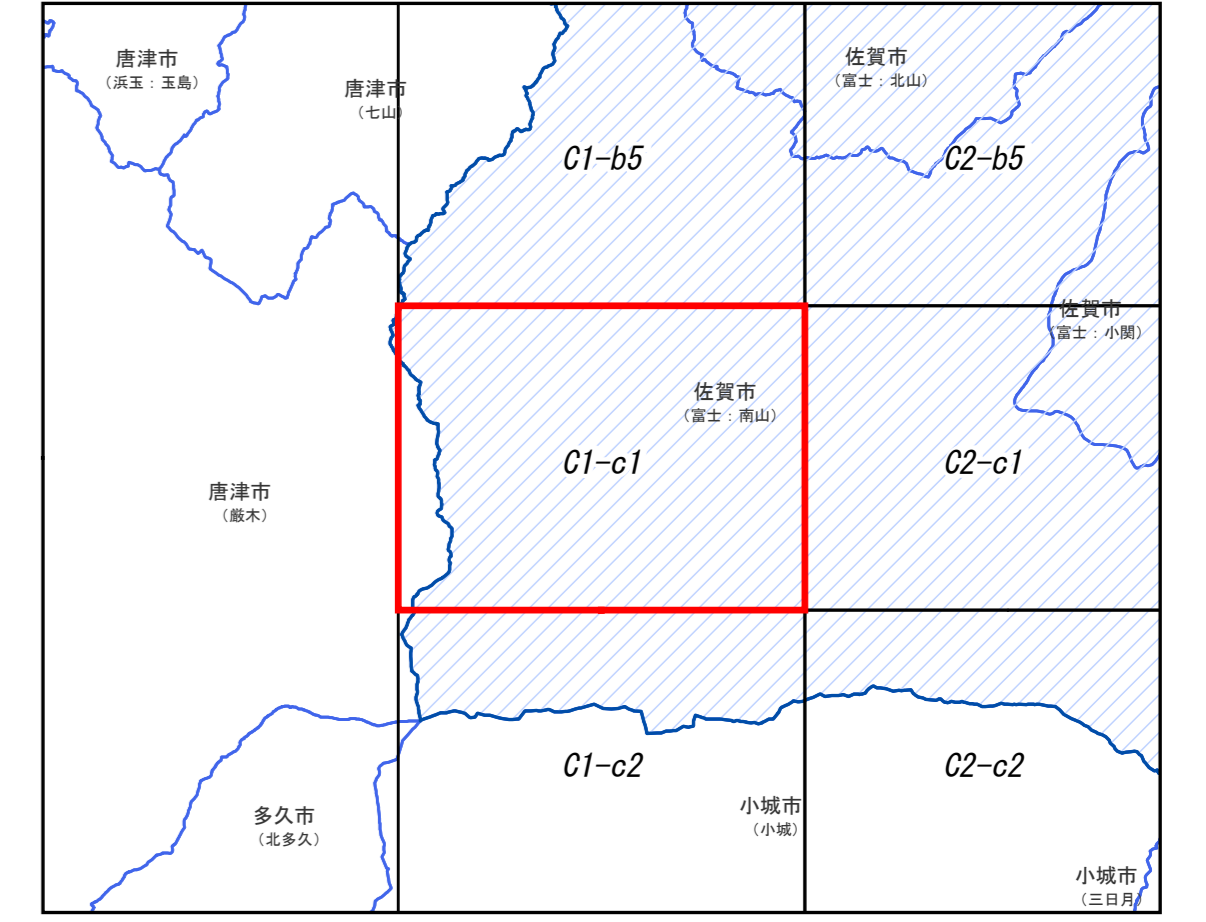 唐津市
（浜玉：玉島）
唐津市
（七山）
佐賀市
（富士：北山）
C1-b5
C2-b5
佐賀市
（富士：小関）
佐賀市
（富士：南山）
C1-c1
C2-c1
唐津市
（厳木）
C1-c2
C2-c2
多久市
（北多久）
小城市
（小城）
小城市
（三日月）